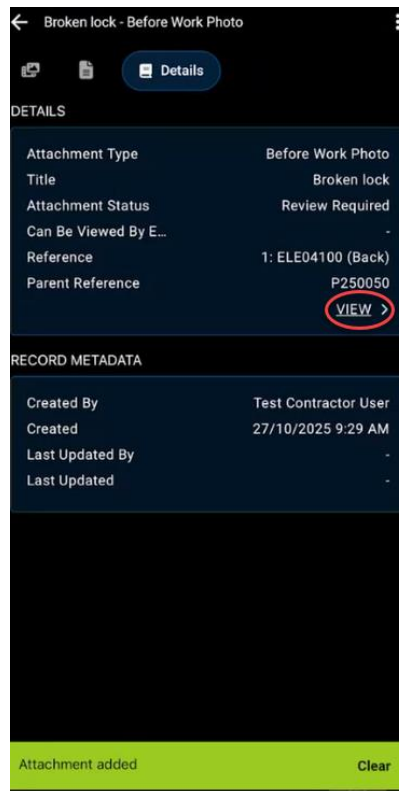 Broken lock - Before Work Photo
Details
DETAILS
Attachment Type Before Work Photo
Title Broken lock
Attachment Status Review Required
Can Be Viewed By E... -
Reference 1: ELE04100 (Back)
Parent Reference P250050
VIEW >
RECORD METADATA
Created By Test Contractor User
Created 27/10/2025 9:29 AM
Last Updated By -
Last Updated -
Attachment added Clear